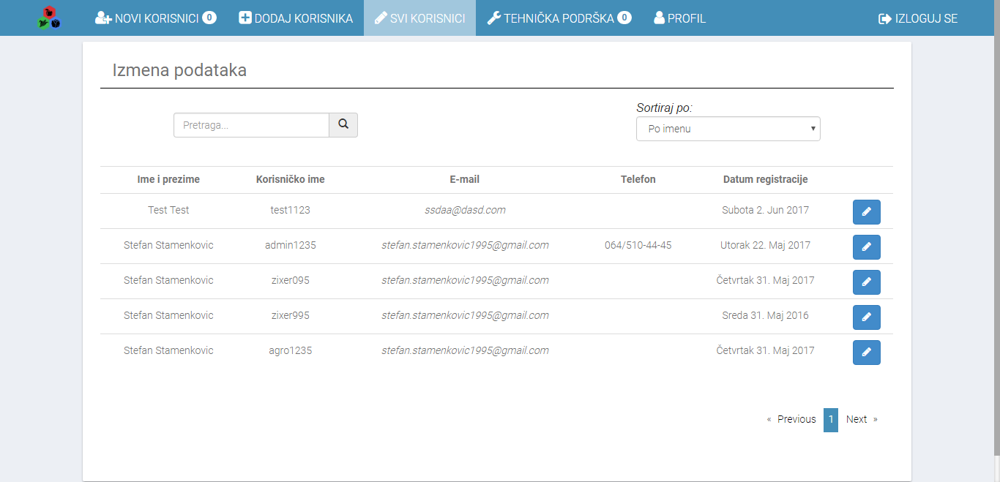 NOVI KORISNICI 0 DODAJ KORISNIKA SVI KORISNICI TEHNIČKA PODRŠKA 0 PROFIL IZLOGUJ SE
Izmena podataka
Sortiraj po:
Pretraga... Po imenu
Ime i prezime Korisničko ime E-mail Telefon Datum registracije
Test Test test1123 ssdaa@dasd.com Subota 2. Jun 2017
Stefan Stamenkovic admin1235 stefan.stamenkovic1995@gmail.com 064/510-44-45 Utorak 22. Maj 2017
Stefan Stamenkovic zixer095 stefan.stamenkovic1995@gmail.com Četvrtak 31. Maj 2017
Stefan Stamenkovic zixer995 stefan.stamenkovic1995@gmail.com Sreda 31. Maj 2016
Stefan Stamenkovic agro1235 stefan.stamenkovic1995@gmail.com Četvrtak 31. Maj 2017
« Previous 1 Next »